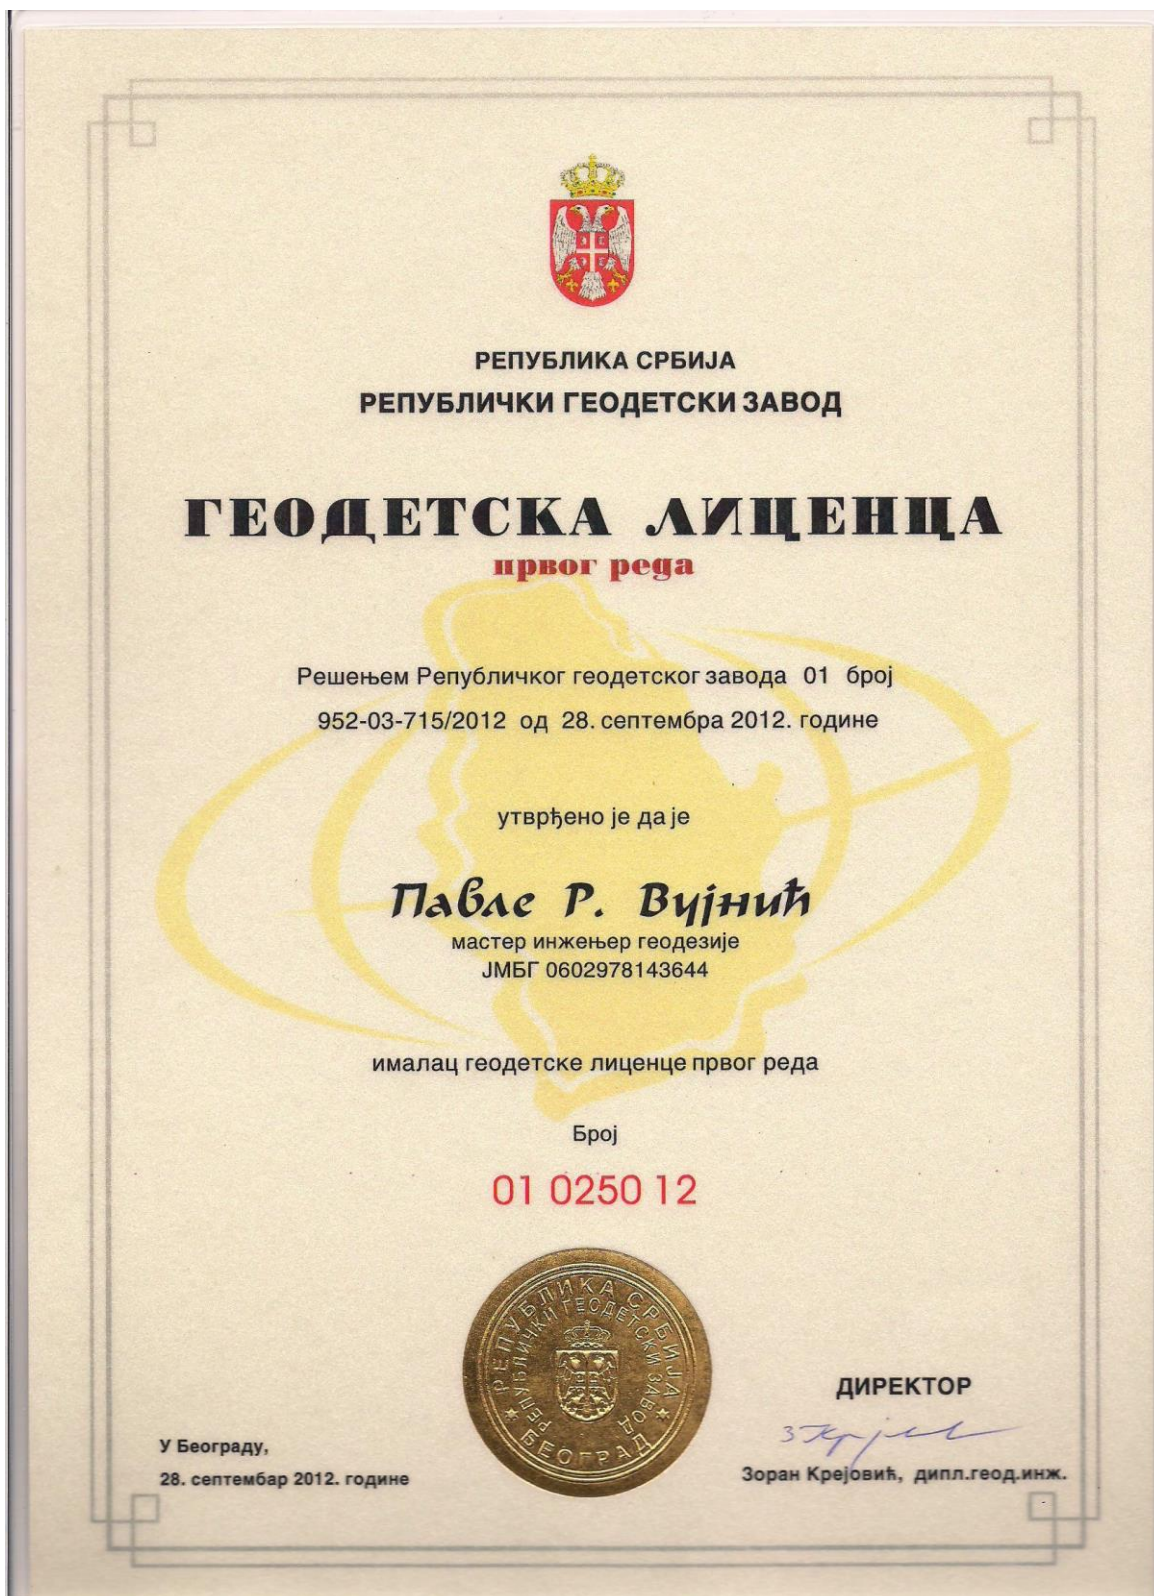 РЕПУБЛИКА СРБИЈА
РЕПУБЛИЧКИ ГЕОДЕТСКИ ЗАВОД
ГЕОДЕТСКА ЛИЦЕНЦА
првог реда
Решењем Републичког геодетског завода 01 број
952-03-715/2012 од 28. септембра 2012. године
утврђено је да је
Павле Р. Вујнић
мастер инжењер геодезије
ЈМБГ 0602978143644
ималац геодетске лиценце првог реда
Број
01 0250 12
РЕПУБЛИКА СРБИЈА
РЕПУБЛИЧКИ ГЕОДЕТСКИ ЗАВОД
БЕОГРАД
ДИРЕКТОР
Зоран Крејовић, дипл.геод.инж.
У Београду,
28. септембар 2012. године